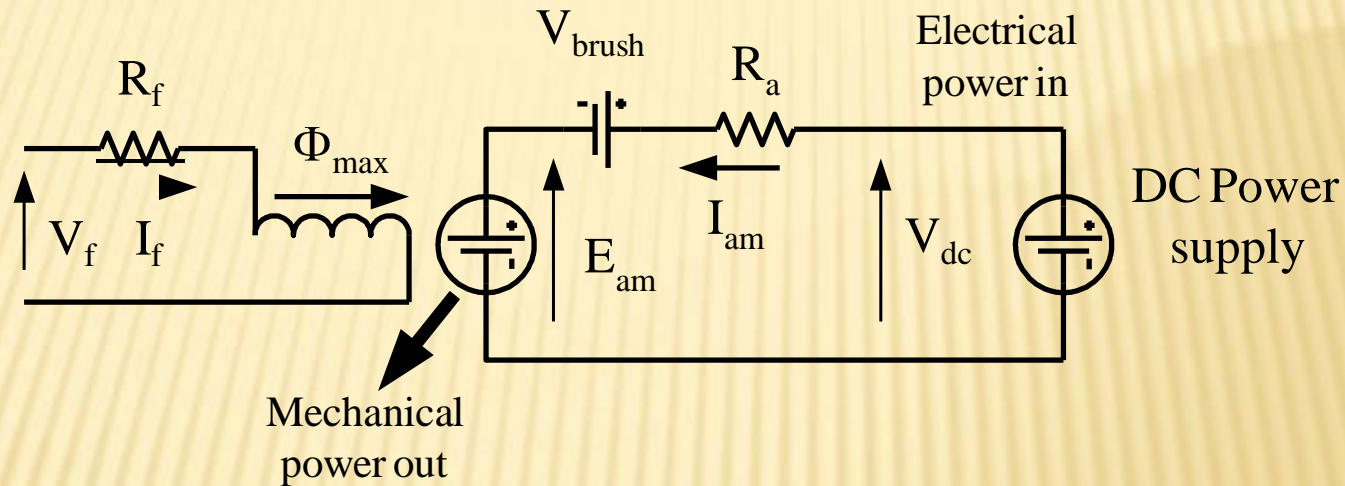 V_brush
Electrical
power in
R_f
R_a
Φ_max
DC Power
supply
V_f
I_f
E_am
I_am
V_dc
Mechanical
power out